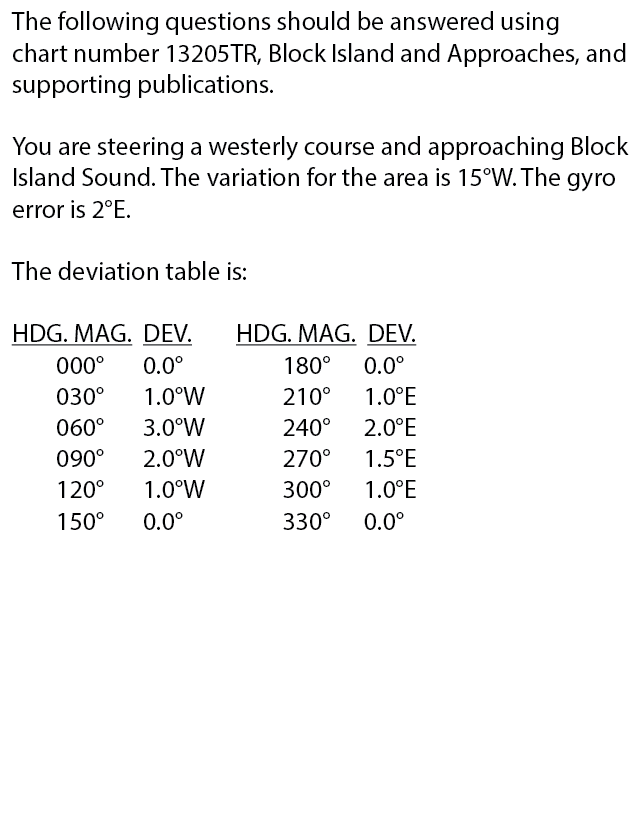 The following questions should be answered using
chart number 13205TR, Block Island and Approaches, and
supporting publications.
You are steering a westerly course and approaching Block
Island Sound. The variation for the area is 15°W. The gyro
error is 2°E.
The deviation table is:
HDG. MAG. DEV. HDG. MAG. DEV.
000° 0.0° 180° 0.0°
030° 1.0°W 210° 1.0°E
060° 3.0°W 240° 2.0°E
090° 2.0°W 270° 1.5°E
120° 1.0°W 300° 1.0°E
150° 0.0° 330° 0.0°